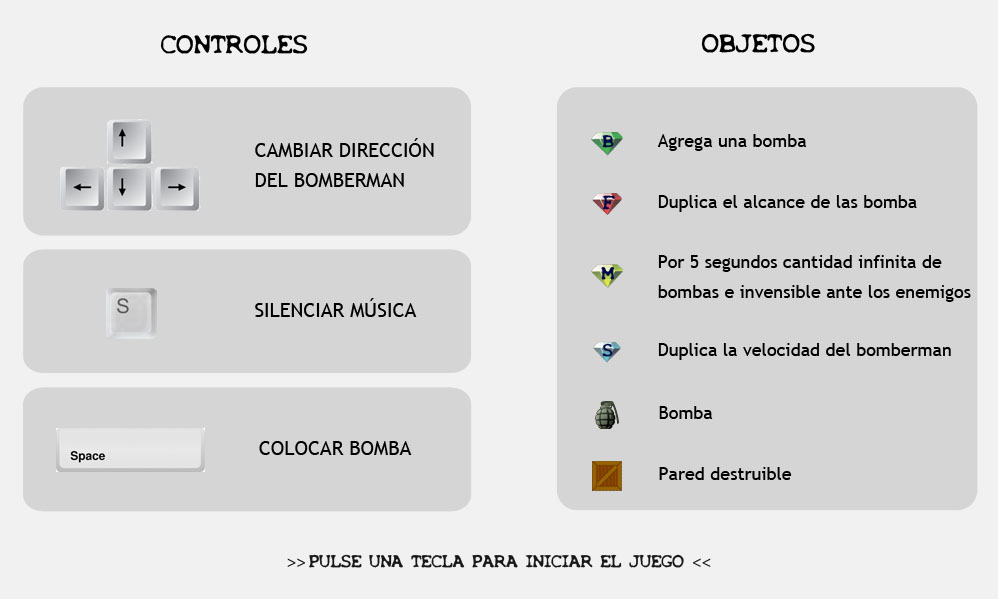 CONTROLES
CAMBIAR DIRECCIÓN
DEL BOMBERMAN
S
SILENCIAR MÚSICA
Space
COLOCAR BOMBA
OBJETOS
B
Agrega una bomba
F
Duplica el alcance de las bomba
M
Por 5 segundos cantidad infinita de
bombas e invensible ante los enemigos
S
Duplica la velocidad del bomberman
Bomba
Pared destruible
>> PULSE UNA TECLA PARA INICIAR EL JUEGO <<